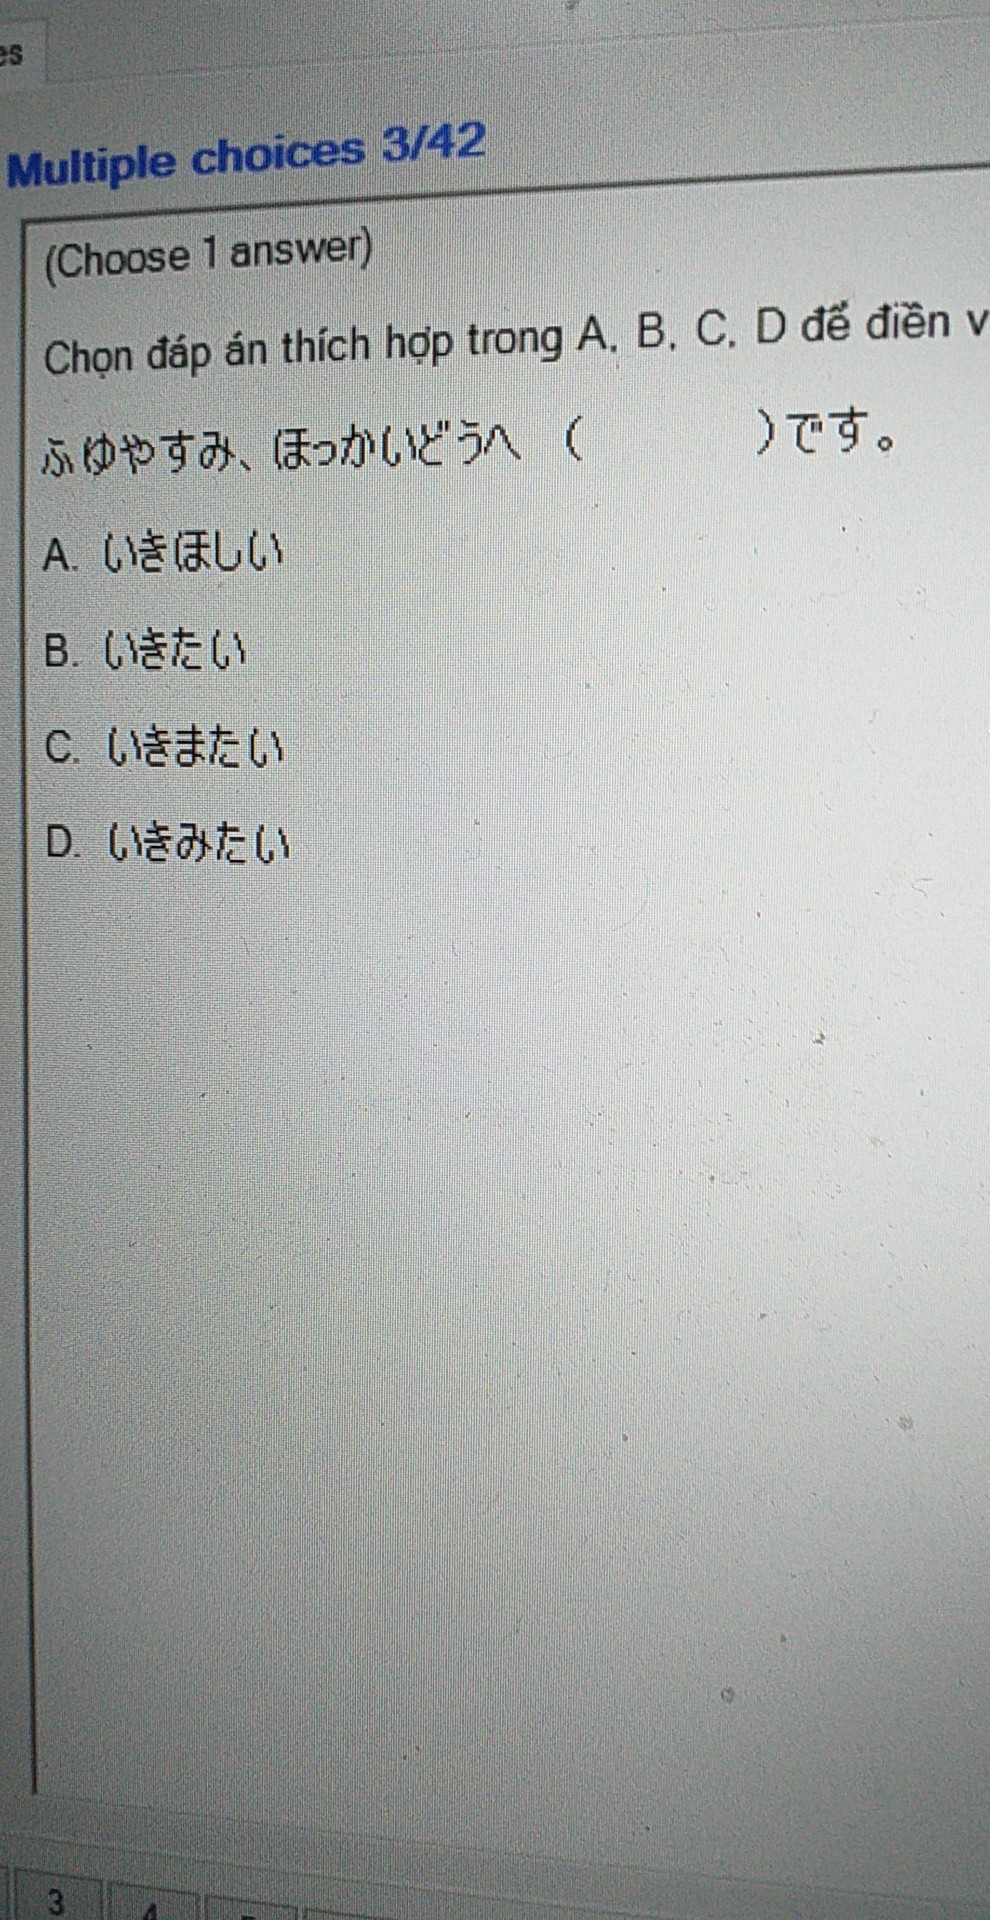 es
Multiple choices 3/42
(Choose 1 answer)
Chọn đáp án thích hợp trong A, B, C, D để điền v
ふゆやすみ、ほっかいどうへ （　　　）です。
A. いきほしい
B. いきたい
C. いきまたい
D. いきみたい
3